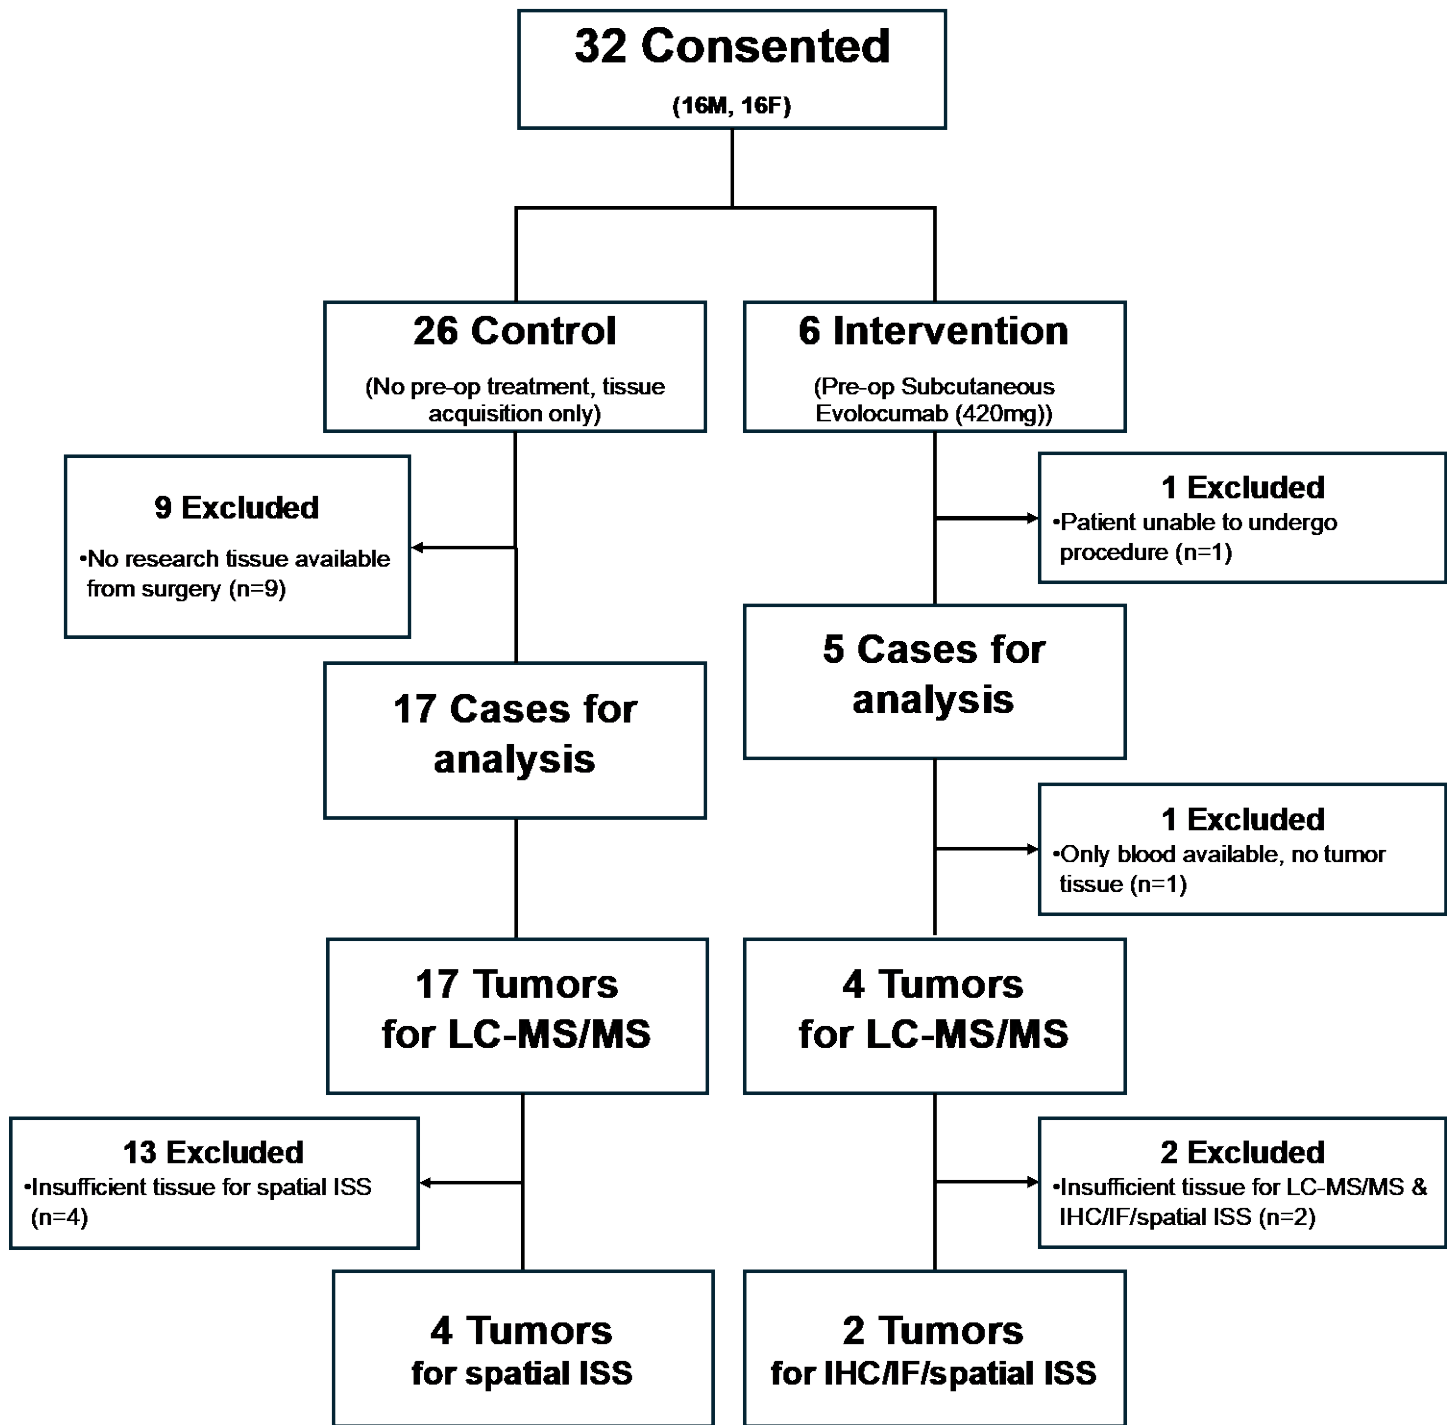 32 Consented
(16M, 16F)
26 Control
(No pre-op treatment, tissue
acquisition only)
6 Intervention
(Pre-op Subcutaneous
Evolocumab (420mg))
9 Excluded
•No research tissue available
from surgery (n=9)
1 Excluded
•Patient unable to undergo
procedure (n=1)
17 Cases for
analysis
5 Cases for
analysis
1 Excluded
•Only blood available, no tumor
tissue (n=1)
17 Tumors
for LC-MS/MS
4 Tumors
for LC-MS/MS
13 Excluded
•Insufficient tissue for spatial ISS
(n=4)
2 Excluded
•Insufficient tissue for LC-MS/MS &
IHC/IF/spatial ISS (n=2)
4 Tumors
for spatial ISS
2 Tumors
for IHC/IF/spatial ISS